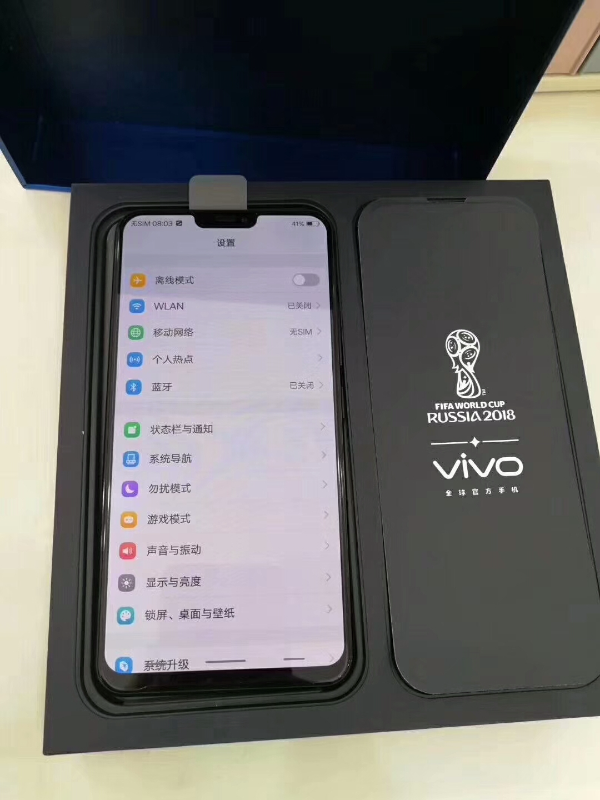 无SIM 08:03
41%
设置
离线模式
WLAN 已关闭
移动网络 无SIM
个人热点
蓝牙 已关闭
状态栏与通知
系统导航
勿扰模式
游戏模式
声音与振动
显示与亮度
锁屏、桌面与壁纸
系统升级
FIFA WORLD CUP
RUSSIA 2018
vivo
全球官方手机